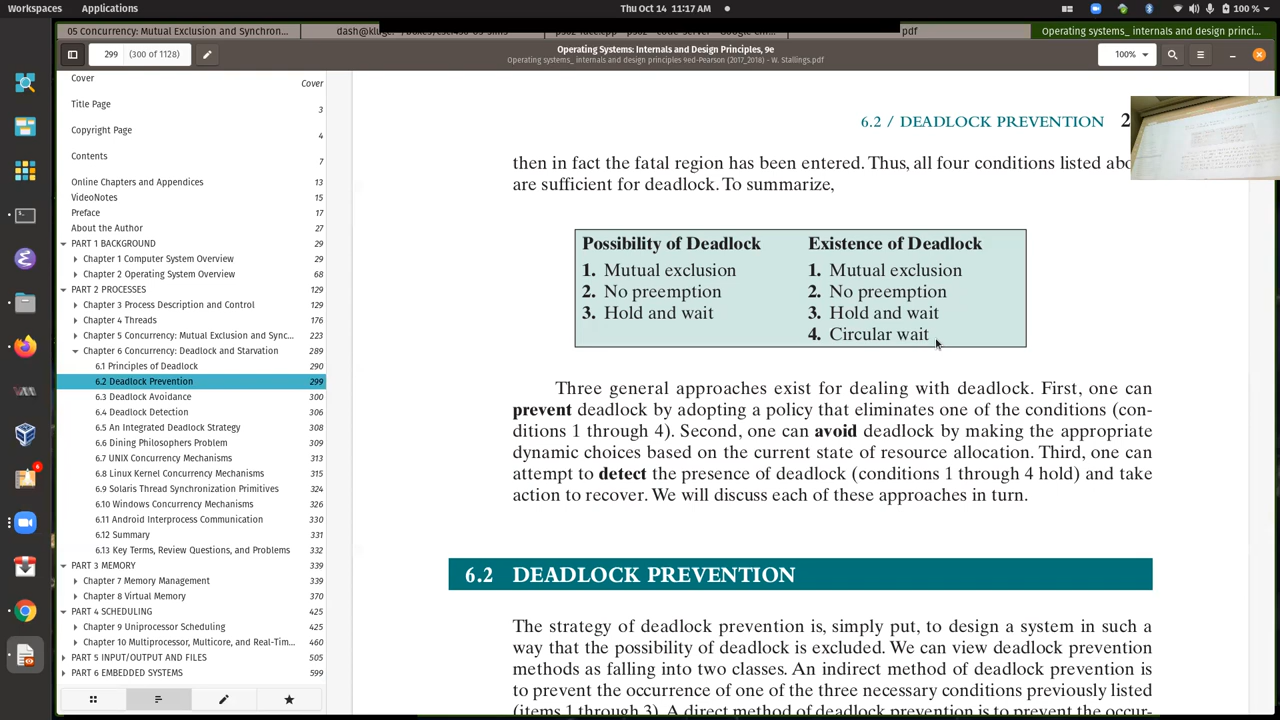 Workspaces Applications Thu Oct 14 11:17 AM 100 %
05 Concurrency: Mutual Exclusion and Synchron... pdf Operating systems_ internals and design princi...
299 (300 of 1128) Operating Systems: Internals and Design Principles, 9e 100%
Operating systems_ internals and design principles 9ed-Pearson (2017_2018) - W. Stallings.pdf
Cover Cover
Title Page 3
Copyright Page 4
Contents 7
Online Chapters and Appendices 13
VideoNotes 15
Preface 17
About the Author 27
PART 1 BACKGROUND 29
Chapter 1 Computer System Overview 29
Chapter 2 Operating System Overview 68
PART 2 PROCESSES 129
Chapter 3 Process Description and Control 129
Chapter 4 Threads 176
Chapter 5 Concurrency: Mutual Exclusion and Sync... 223
Chapter 6 Concurrency: Deadlock and Starvation 289
6.1 Principles of Deadlock 290
6.2 Deadlock Prevention 299
6.3 Deadlock Avoidance 300
6.4 Deadlock Detection 306
6.5 An Integrated Deadlock Strategy 308
6.6 Dining Philosophers Problem 309
6.7 UNIX Concurrency Mechanisms 313
6.8 Linux Kernel Concurrency Mechanisms 315
6.9 Solaris Thread Synchronization Primitives 324
6.10 Windows Concurrency Mechanisms 326
6.11 Android Interprocess Communication 330
6.12 Summary 331
6.13 Key Terms, Review Questions, and Problems 332
PART 3 MEMORY 339
Chapter 7 Memory Management 339
Chapter 8 Virtual Memory 370
PART 4 SCHEDULING 425
Chapter 9 Uniprocessor Scheduling 425
Chapter 10 Multiprocessor, Multicore, and Real-Tim... 460
PART 5 INPUT/OUTPUT AND FILES 505
PART 6 EMBEDDED SYSTEMS 599
6.2 / DEADLOCK PREVENTION 2
then in fact the fatal region has been entered. Thus, all four conditions listed
are sufficient for deadlock. To summarize,
Possibility of Deadlock Existence of Deadlock
1. Mutual exclusion 1. Mutual exclusion
2. No preemption 2. No preemption
3. Hold and wait 3. Hold and wait
4. Circular wait
Three general approaches exist for dealing with deadlock. First, one can
prevent deadlock by adopting a policy that eliminates one of the conditions (con-
ditions 1 through 4). Second, one can avoid deadlock by making the appropriate
dynamic choices based on the current state of resource allocation. Third, one can
attempt to detect the presence of deadlock (conditions 1 through 4 hold) and take
action to recover. We will discuss each of these approaches in turn.
6.2 DEADLOCK PREVENTION
The strategy of deadlock prevention is, simply put, to design a system in such a
way that the possibility of deadlock is excluded. We can view deadlock prevention
methods as falling into two classes. An indirect method of deadlock prevention is
to prevent the occurrence of one of the three necessary conditions previously listed
(items 1 through 3). A direct method of deadlock prevention is to prevent the occur-